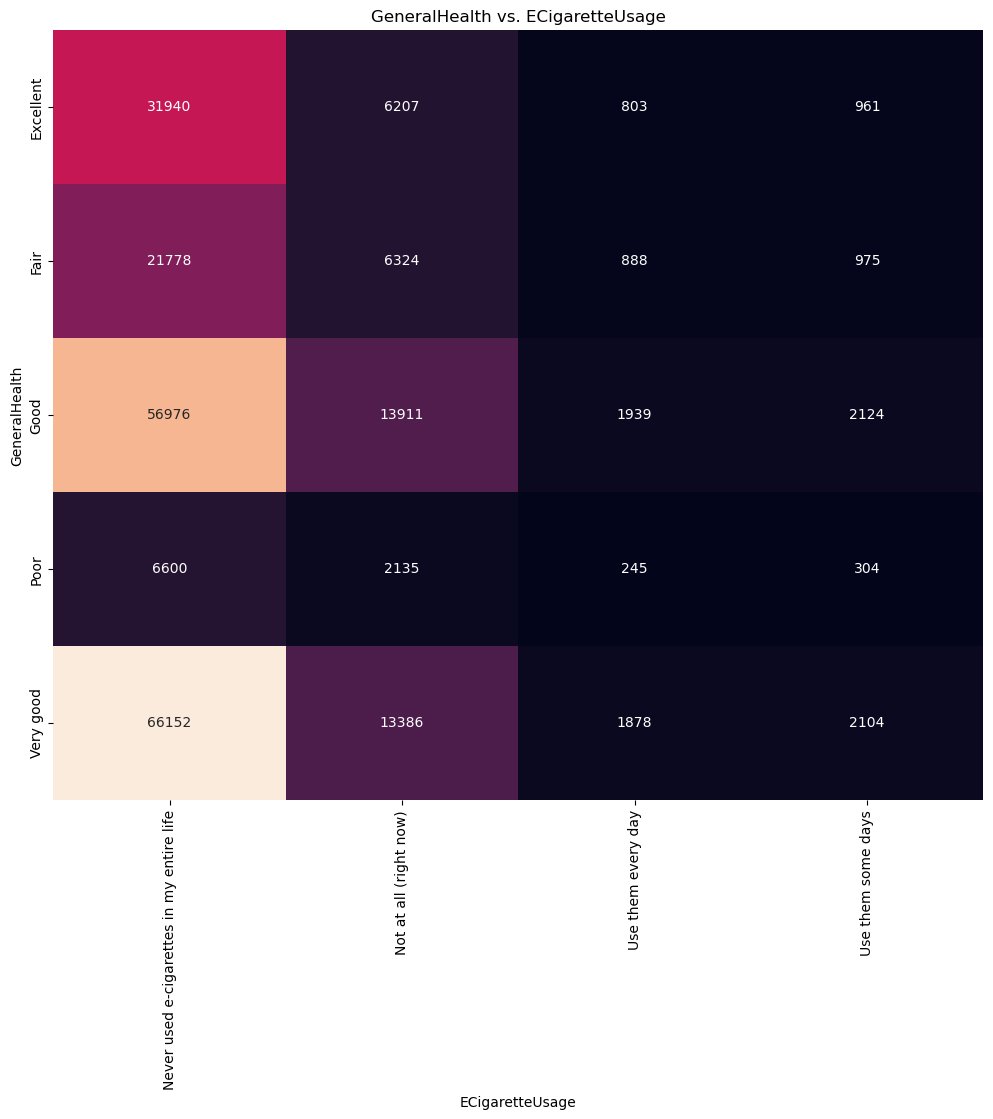 GeneralHealth vs. ECigaretteUsage
GeneralHealth
Excellent
31940
6207
803
961
Fair
21778
6324
888
975
Good
56976
13911
1939
2124
Poor
6600
2135
245
304
Very good
66152
13386
1878
2104
Never used e-cigarettes in my entire life
Not at all (right now)
Use them every day
Use them some days
ECigaretteUsage